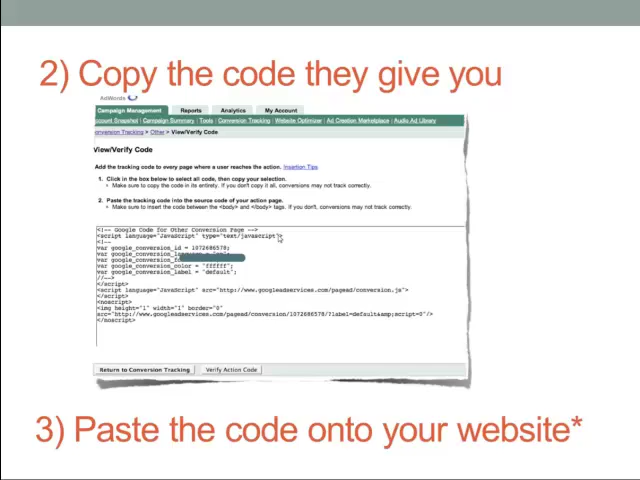 2) Copy the code they give you
AdWords
Campaign Management Reports Analytics My Account
ccount Snapshot | Campaign Summary | Tools | Conversion Tracking | Website Optimizer | Ad Creation Marketplace | Audio Ad Library
onversion Tracking > Other > View/Verify Code
View/Verify Code
Add the tracking code to every page where a user reaches the action. Insertion Tips
1. Click in the box below to select all code, then copy your selection.
• Make sure to copy the code in its entirety. If you don't copy it all, conversions may not track correctly.
2. Paste the tracking code into the source code of your action page.
• Make sure to insert the code between the <body> and </body> tags. If you don't, conversions may not track correctly.
<!-- Google Code for Other Conversion Page -->
<script language="JavaScript" type="text/javascript">
<!--
var google_conversion_id = 1072686578;
var google_conversion_
var google_conversion_
var google_conversion_color = "ffffff";
var google_conversion_label = "default";
//-->
</script>
<script language="JavaScript" src="http://www.googleadservices.com/pagead/conversion.js">
</script>
<noscript>
<img height="1" width="1" border="0"
src="http://www.googleadservices.com/pagead/conversion/1072686578/?label=default&amp;script=0"/>
</noscript>
Return to Conversion Tracking Verify Action Code
3) Paste the code onto your website*